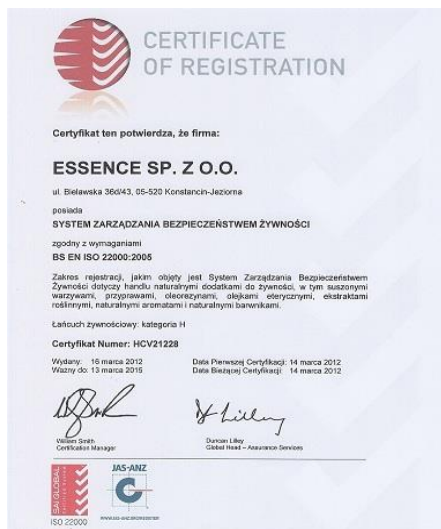 CERTIFICATE
OF REGISTRATION
Certyfikat ten potwierdza, że firma:
ESSENCE SP. Z O.O.
ul. Bielawska 36d/43, 05-520 Konstancin-Jeziorna
posiada
SYSTEM ZARZĄDZANIA BEZPIECZEŃSTWEM ŻYWNOŚCI
zgodny z wymaganiami
BS EN ISO 22000:2005
Zakres rejestracji, jakim objęty jest System Zarządzania Bezpieczeństwem
Żywności dotyczy handlu naturalnymi dodatkami do żywności, w tym suszonymi
warzywami, przyprawami, oleorezynami, olejkami eterycznymi, ekstraktami
roślinnymi, naturalnymi aromatami i naturalnymi barwnikami.
Łańcuch żywnościowy: kategoria H
Certyfikat Numer: HCV21228
Wydany: 16 marca 2012 Data Pierwszej Certyfikacji: 14 marca 2012
Ważny do: 13 marca 2015 Data Bieżącej Certyfikacji: 14 marca 2012
William Smith Duncan Lilley
Certification Manager Global Head – Assurance Services
SAI GLOBAL
JAS-ANZ
C
ISO 22000